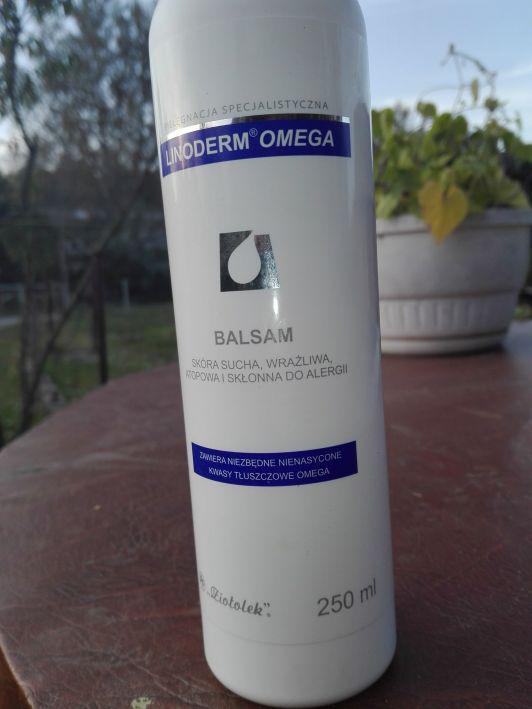 PIELĘGNACJA SPECJALISTYCZNA
LINODERM® OMEGA
BALSAM
SKÓRA SUCHA, WRAŻLIWA,
ATOPOWA I SKŁONNA DO ALERGII
ZAWIERA NIEZBĘDNE NIENASYCONE
KWASY TŁUSZCZOWE OMEGA
„Ziołolek”
250 ml